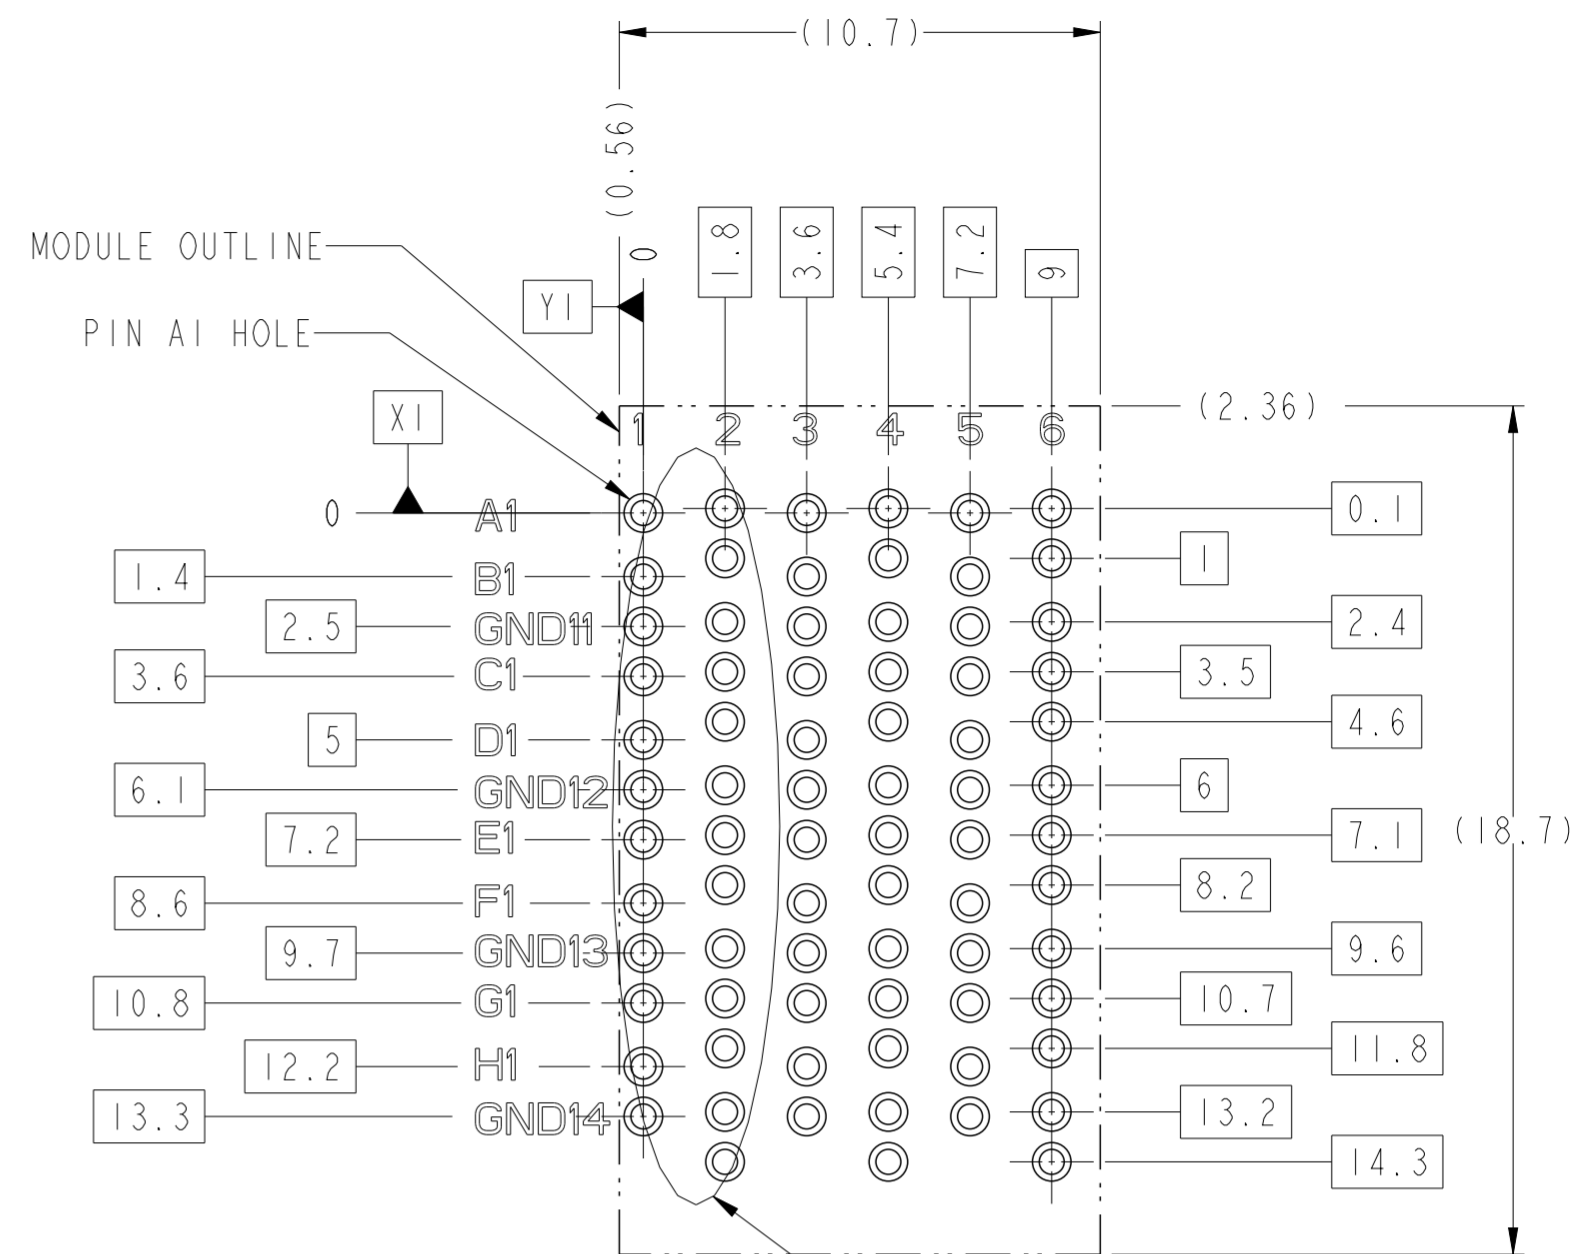 (10.7)
(0.56)
MODULE OUTLINE
0
1.8
3.6
5.4
7.2
9
Y1
PIN A1 HOLE
X1
(2.36)
1 2 3 4 5 6
0 A1 0.1
1
1.4 B1
2.5 GND11 2.4
3.6 C1 3.5
4.6
5 D1
6.1 GND12 6
7.2 E1 7.1
(18.7)
8.2
8.6 F1
9.7 GND13 9.6
10.8 G1 10.7
11.8
12.2 H1
13.3 GND14 13.2
14.3